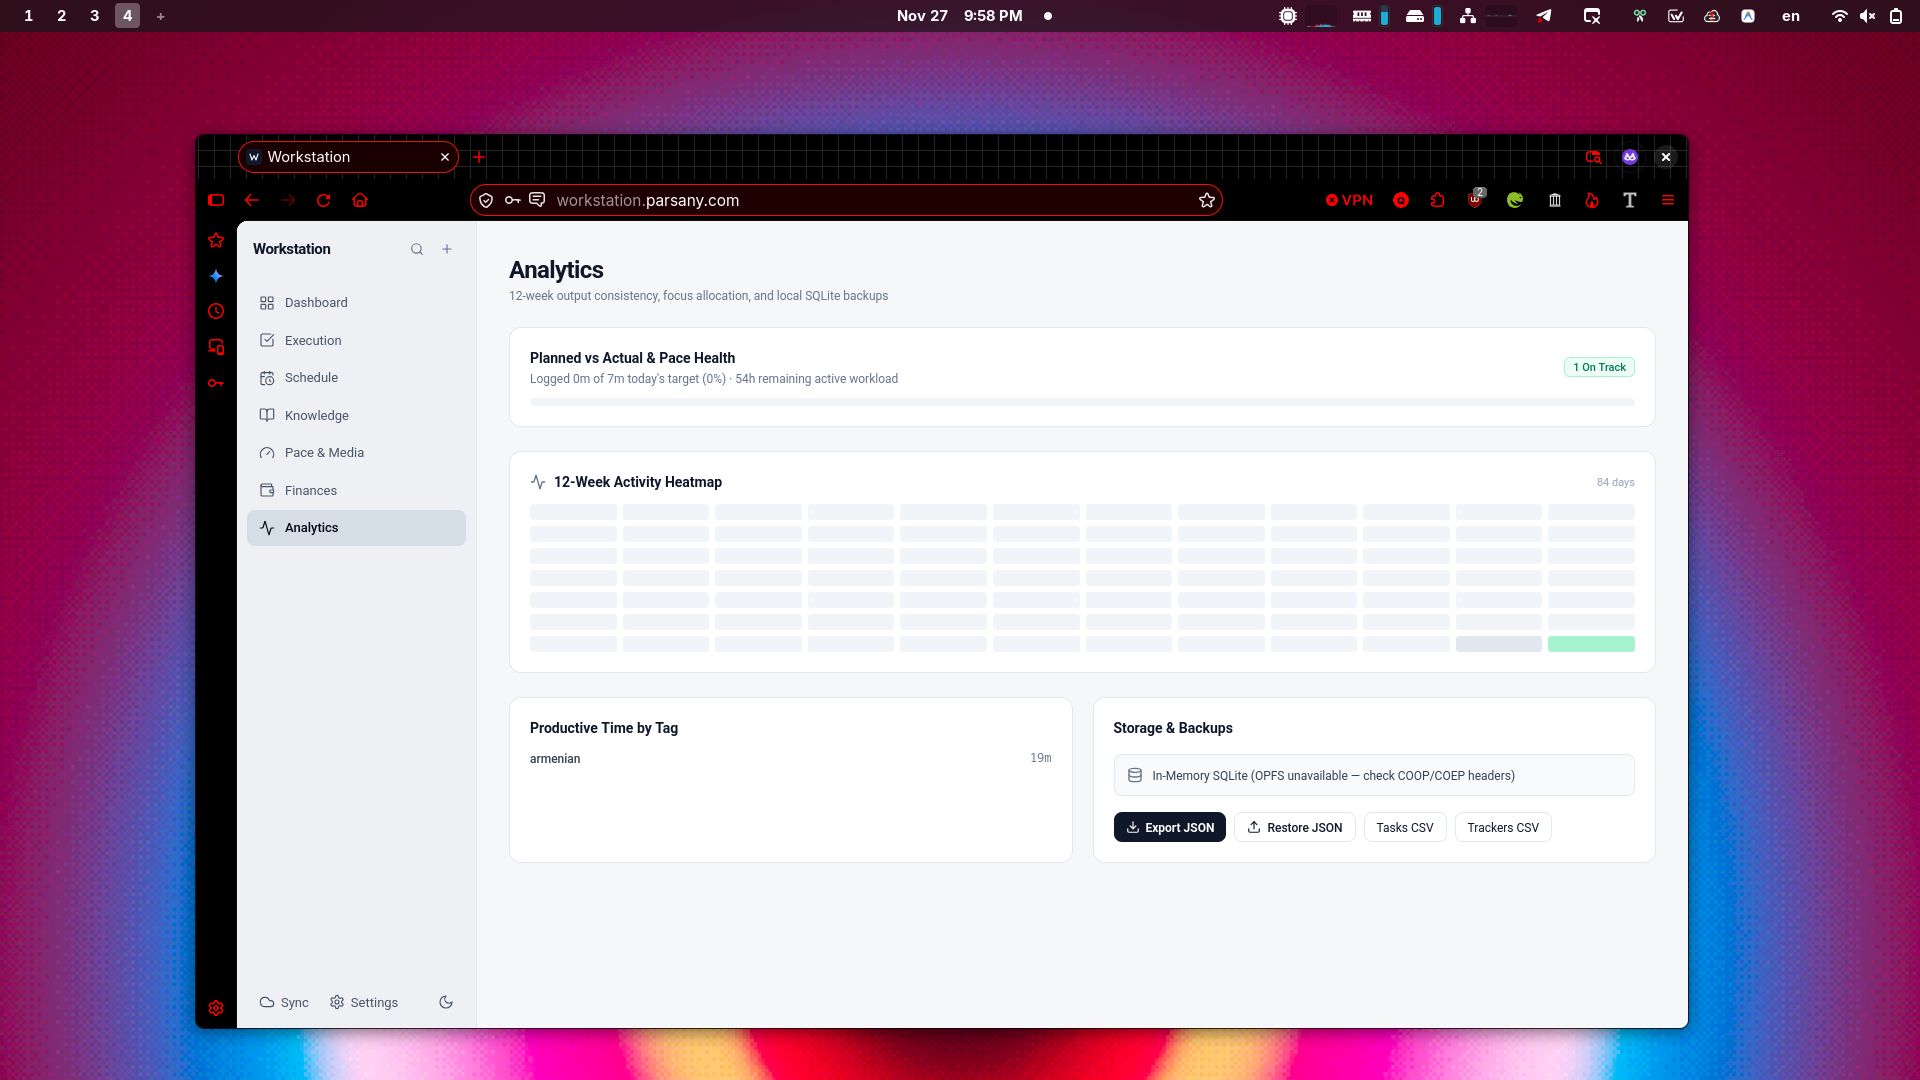 1 2 3 4 +
Nov 27 9:58 PM
en
Workstation
workstation.parsany.com
VPN
2
Workstation
Dashboard
Execution
Schedule
Knowledge
Pace & Media
Finances
Analytics
Sync
Settings
Analytics
12-week output consistency, focus allocation, and local SQLite backups
Planned vs Actual & Pace Health
Logged 0m of 7m today's target (0%) · 54h remaining active workload
1 On Track
12-Week Activity Heatmap
84 days
Productive Time by Tag
armenian 19m
Storage & Backups
In-Memory SQLite (OPFS unavailable — check COOP/COEP headers)
Export JSON
Restore JSON
Tasks CSV
Trackers CSV